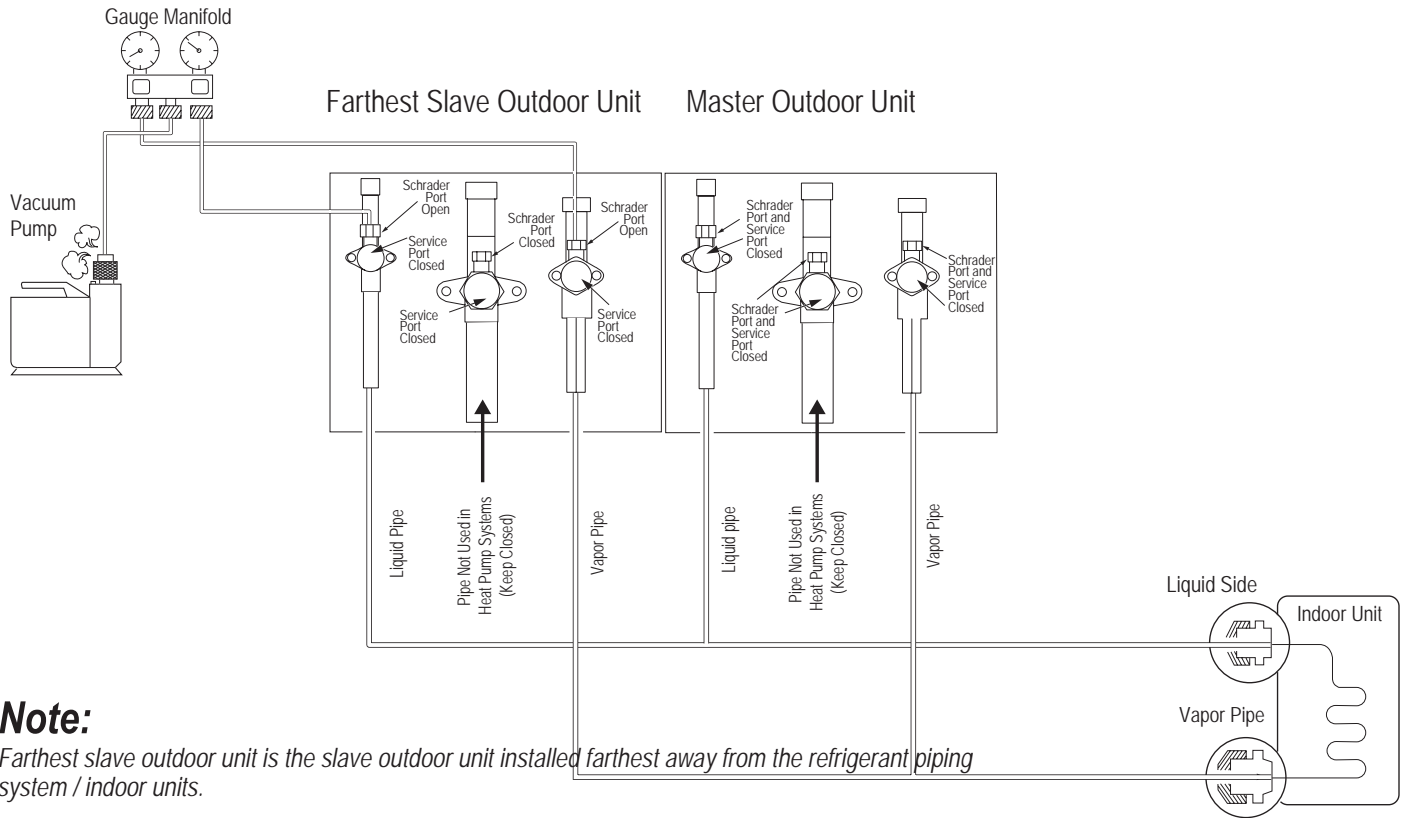 Gauge Manifold
Farthest Slave Outdoor Unit
Master Outdoor Unit
Vacuum
Pump
Schrader
Port
Open
Service
Port
Closed
Schrader
Port
Closed
Service
Port
Closed
Schrader
Port
Open
Service
Port
Closed
Schrader
Port and
Service
Port
Closed
Schrader
Port and
Service
Port
Closed
Schrader
Port and
Service
Port
Closed
Liquid Pipe
Pipe Not Used in
Heat Pump Systems
(Keep Closed)
Vapor Pipe
Liquid pipe
Pipe Not Used in
Heat Pump Systems
(Keep Closed)
Vapor Pipe
Liquid Side
Indoor Unit
Vapor Pipe
Note:
Farthest slave outdoor unit is the slave outdoor unit installed farthest away from the refrigerant piping
system / indoor units.